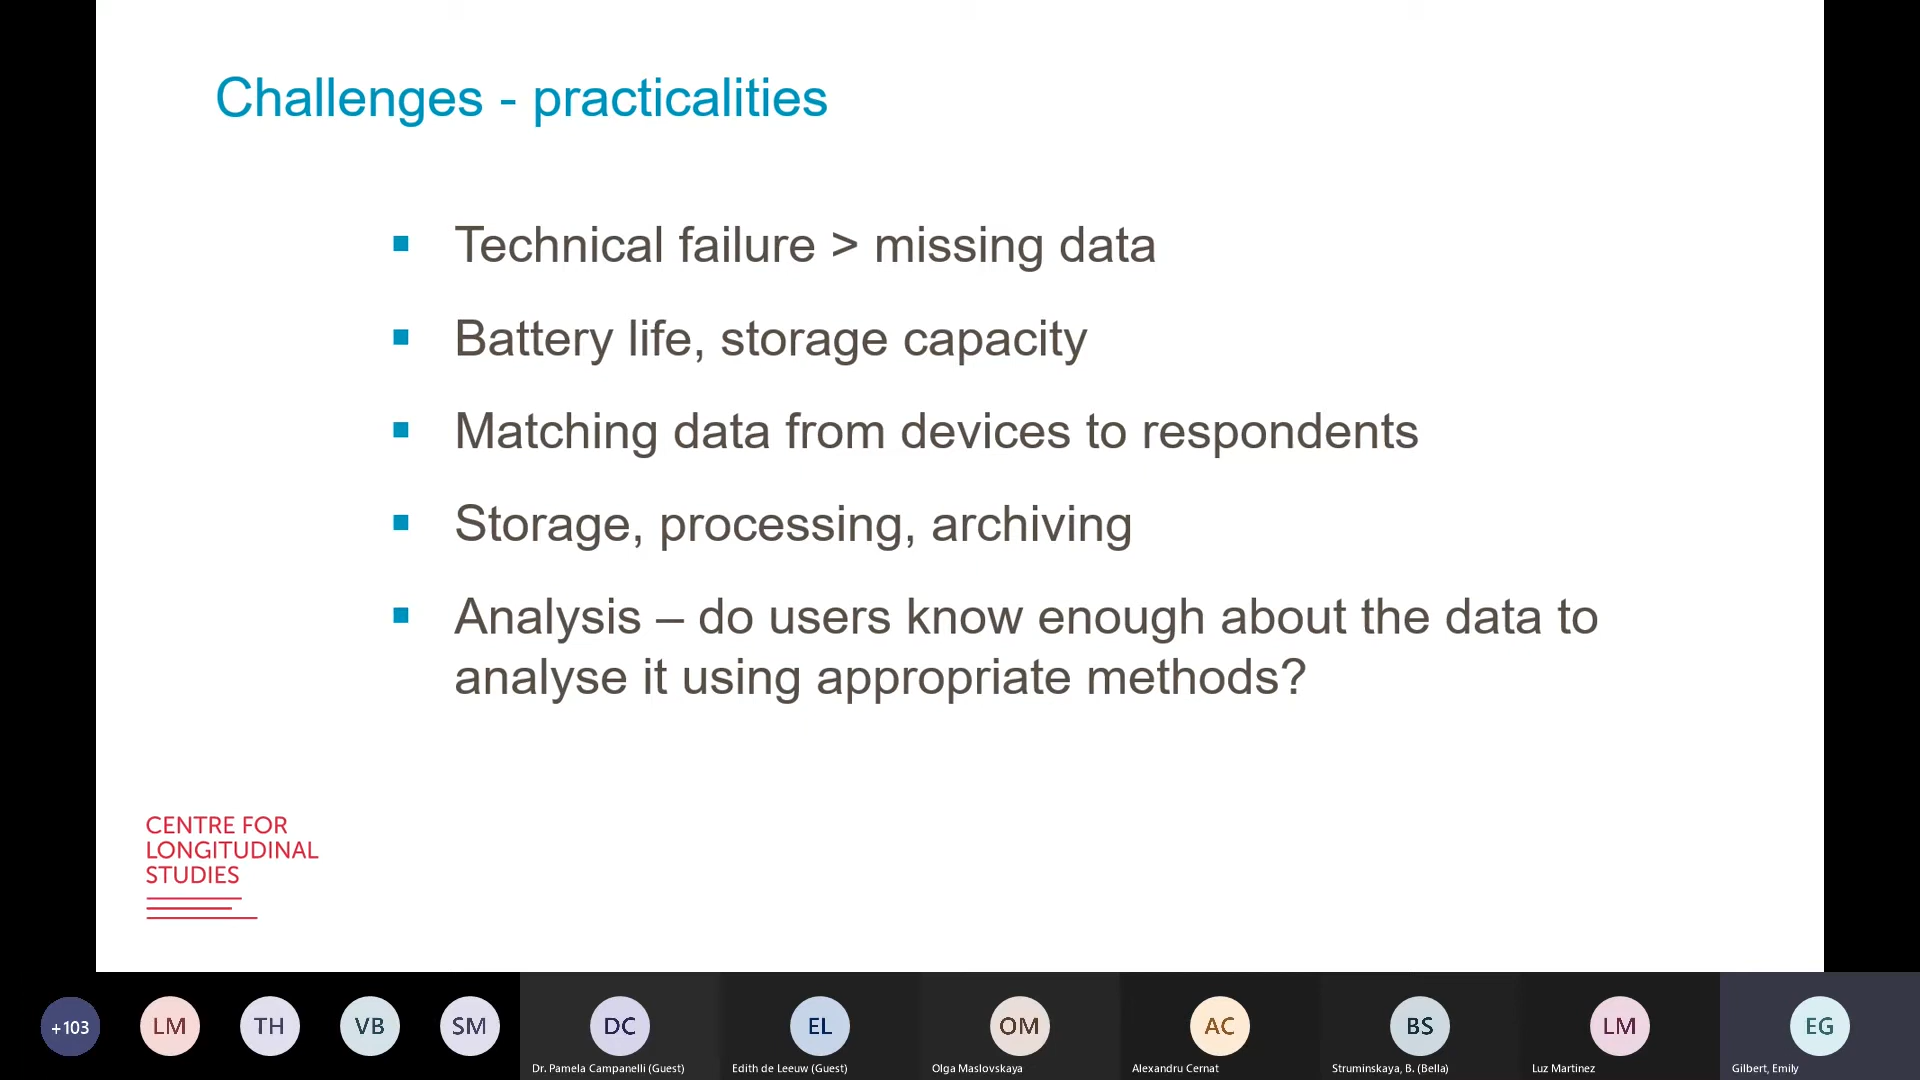 Challenges - practicalities
Technical failure > missing data
Battery life, storage capacity
Matching data from devices to respondents
Storage, processing, archiving
Analysis – do users know enough about the data to
analyse it using appropriate methods?
CENTRE FOR
LONGITUDINAL
STUDIES
+103
LM
TH
VB
SM
DC
EL
OM
AC
BS
LM
EG
Dr. Pamela Campanelli (Guest)
Edith de Leeuw (Guest)
Olga Maslovskaya
Alexandru Cernat
Struminskaya, B. (Bella)
Luz Martinez
Gilbert, Emily